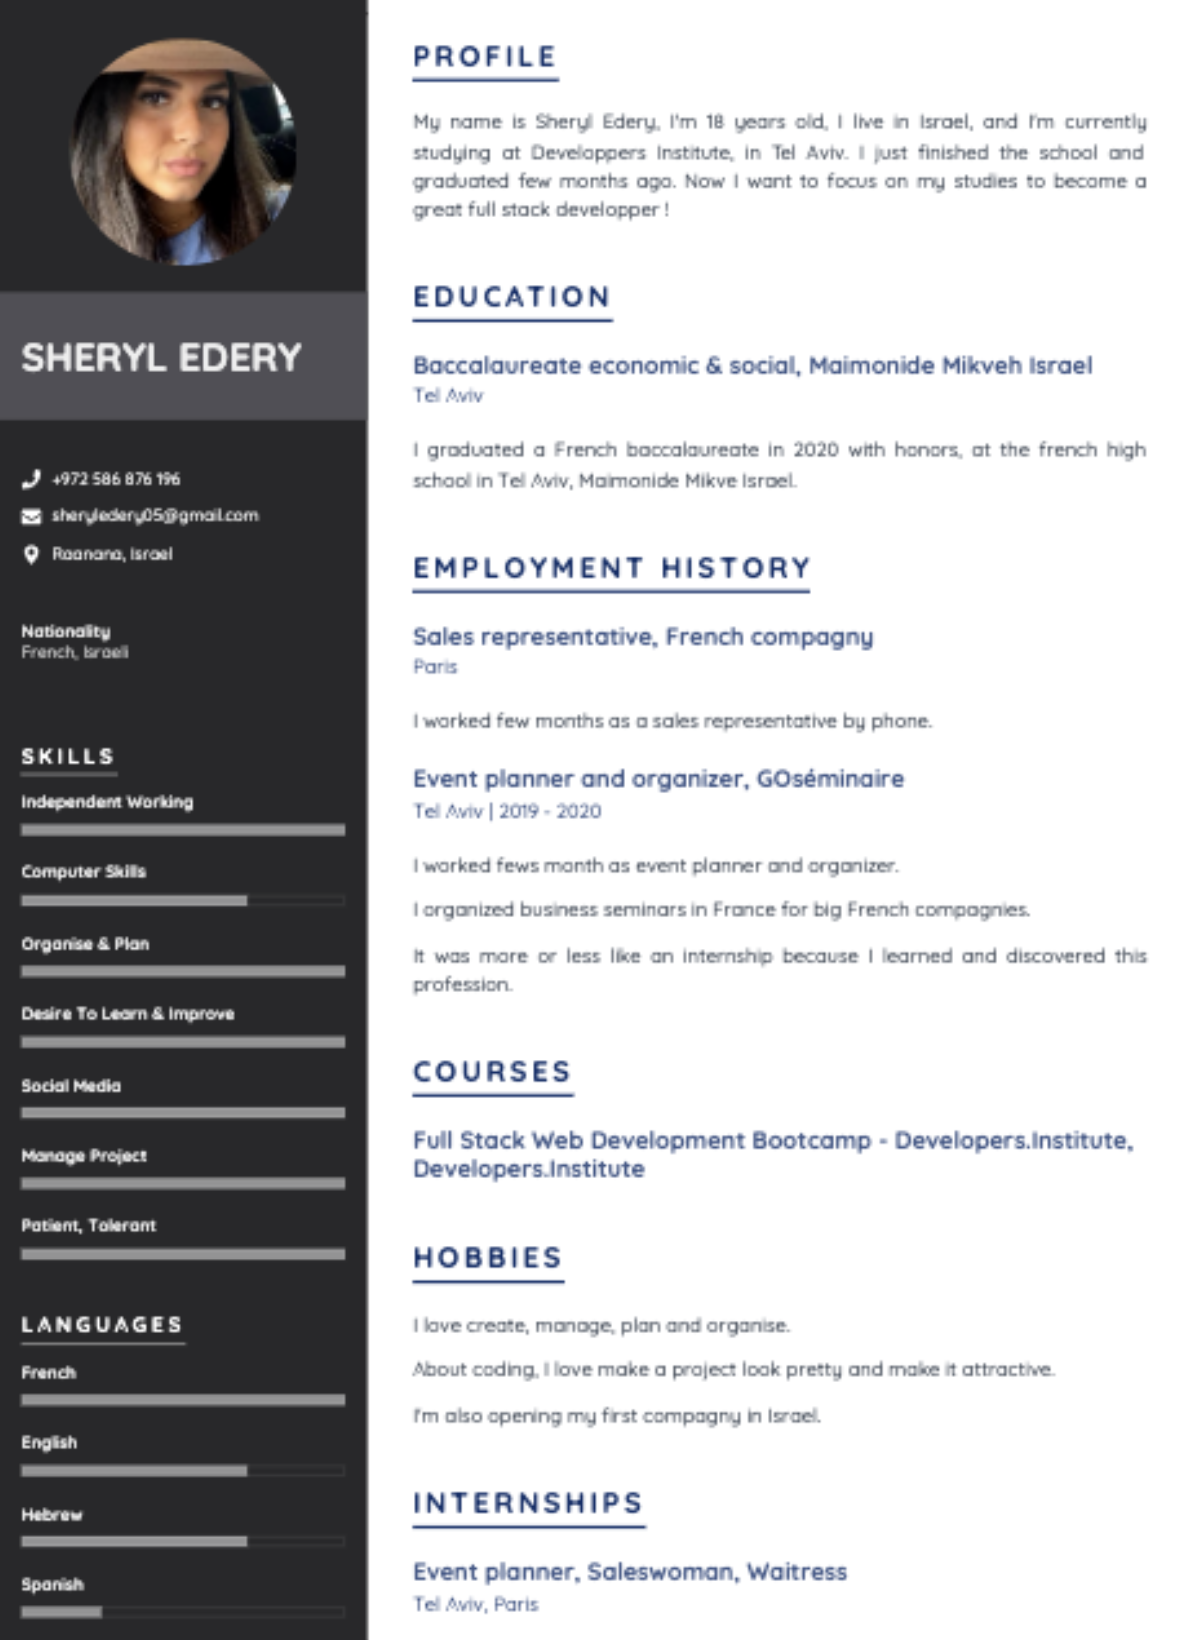 SHERYL EDERY
+972 586 876 196
sheryledery05@gmail.com
Raanana, Israel
Nationality
French, Israeli
SKILLS
Independent Working
Computer Skills
Organise & Plan
Desire To Learn & Improve
Social Media
Manage Project
Patient, Tolerant
LANGUAGES
French
English
Hebrew
Spanish
PROFILE
My name is Sheryl Edery, I'm 18 years old, I live in Israel, and I'm currently
studying at Developpers Institute, in Tel Aviv. I just finished the school and
graduated few months ago. Now I want to focus on my studies to become a
great full stack developper !
EDUCATION
Baccalaureate economic & social, Maimonide Mikveh Israel
Tel Aviv
I graduated a French baccalaureate in 2020 with honors, at the french high
school in Tel Aviv, Maimonide Mikve Israel.
EMPLOYMENT HISTORY
Sales representative, French compagny
Paris
I worked few months as a sales representative by phone.
Event planner and organizer, GOséminaire
Tel Aviv | 2019 - 2020
I worked fews month as event planner and organizer.
I organized business seminars in France for big French compagnies.
It was more or less like an internship because I learned and discovered this
profession.
COURSES
Full Stack Web Development Bootcamp - Developers.Institute,
Developers.Institute
HOBBIES
I love create, manage, plan and organise.
About coding, I love make a project look pretty and make it attractive.
I'm also opening my first compagny in Israel.
INTERNSHIPS
Event planner, Saleswoman, Waitress
Tel Aviv, Paris